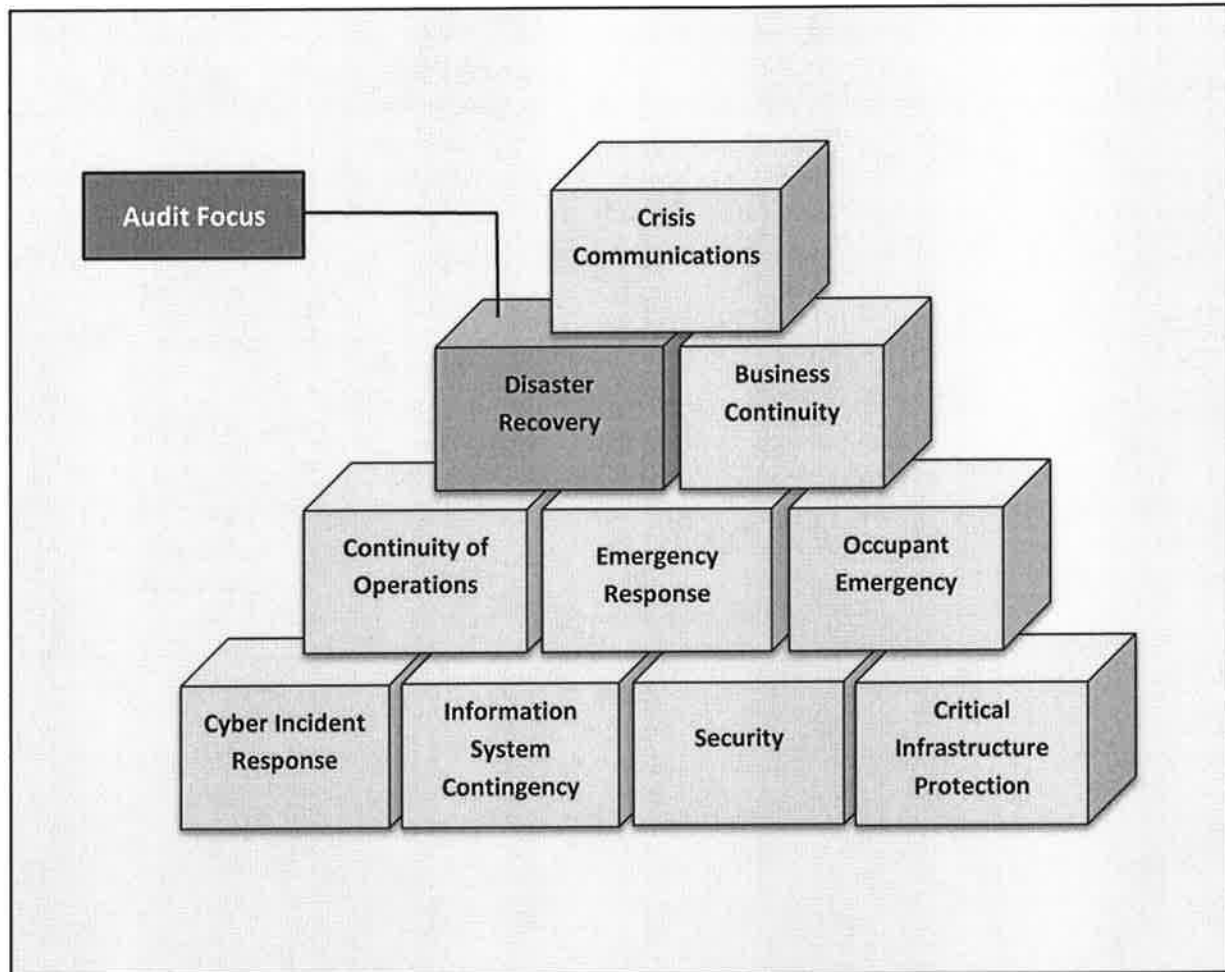 Audit Focus
Crisis
Communications
Disaster
Recovery
Business
Continuity
Continuity of
Operations
Emergency
Response
Occupant
Emergency
Cyber Incident
Response
Information
System
Contingency
Security
Critical
Infrastructure
Protection